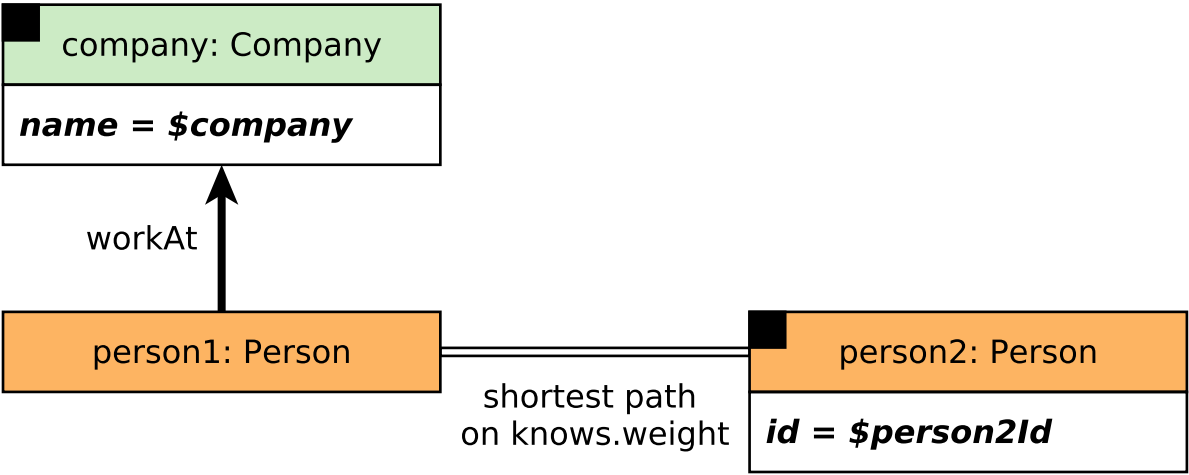 company: Company
name = $company
workAt
person1: Person
person2: Person
shortest path
on knows.weight
id = $person2Id